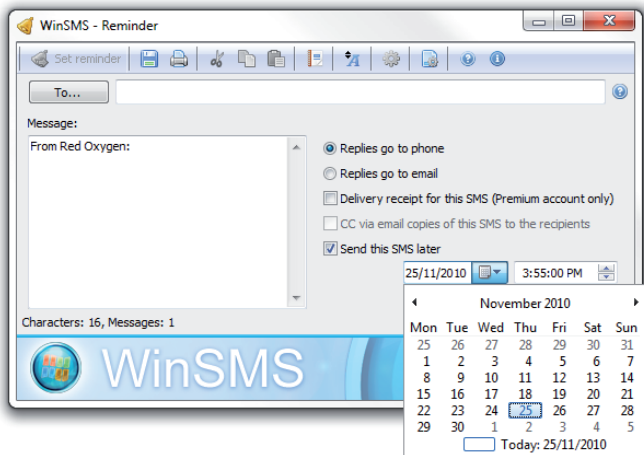 WinSMS - Reminder
Set reminder
To...
Message:
From Red Oxygen:
Replies go to phone
Replies go to email
Delivery receipt for this SMS (Premium account only)
CC via email copies of this SMS to the recipients
Send this SMS later
25/11/2010 3:55:00 PM
Characters: 16, Messages: 1
WinSMS
November 2010
Mon Tue Wed Thu Fri Sat Sun
25 26 27 28 29 30 31
1 2 3 4 5 6 7
8 9 10 11 12 13 14
15 16 17 18 19 20 21
22 23 24 25 26 27 28
29 30 1 2 3 4 5
Today: 25/11/2010